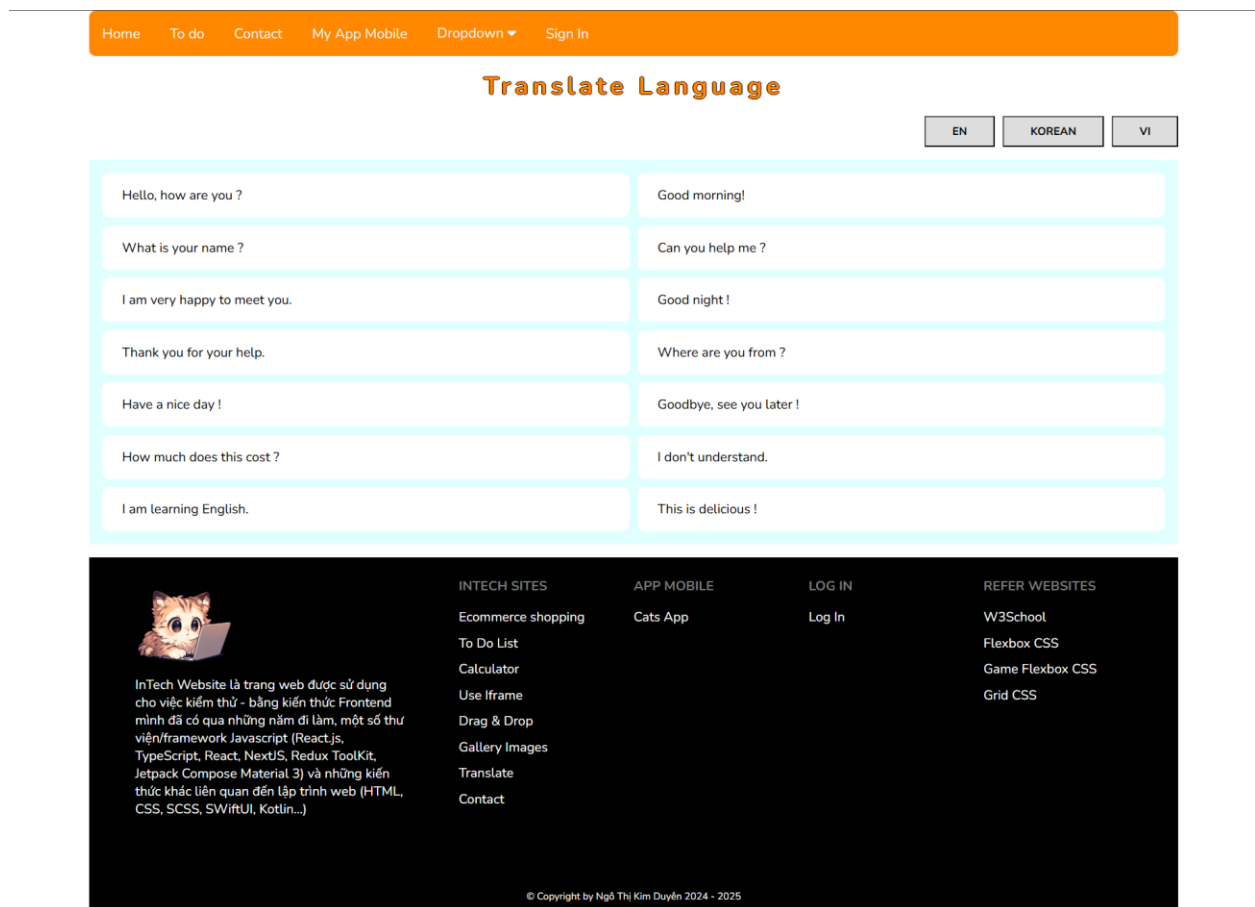 Home To do Contact My App Mobile Dropdown Sign In
Translate Language
EN KOREAN VI
Hello, how are you ?
Good morning!
What is your name ?
Can you help me ?
I am very happy to meet you.
Good night !
Thank you for your help.
Where are you from ?
Have a nice day !
Goodbye, see you later !
How much does this cost ?
I don't understand.
I am learning English.
This is delicious !
InTech Website là trang web được sử dụng
cho việc kiểm thử - bằng kiến thức Frontend
mình đã có qua những năm đi làm, một số thư
viện/framework Javascript (React.js,
TypeScript, React, NextJS, Redux ToolKit,
Jetpack Compose Material 3) và những kiến
thức khác liên quan đến lập trình web (HTML,
CSS, SCSS, SWiftUI, Kotlin...)
INTECH SITES
Ecommerce shopping
To Do List
Calculator
Use Iframe
Drag & Drop
Gallery Images
Translate
Contact
APP MOBILE
Cats App
LOG IN
Log In
REFER WEBSITES
W3School
Flexbox CSS
Game Flexbox CSS
Grid CSS
© Copyright by Ngô Thị Kim Duyên 2024 - 2025